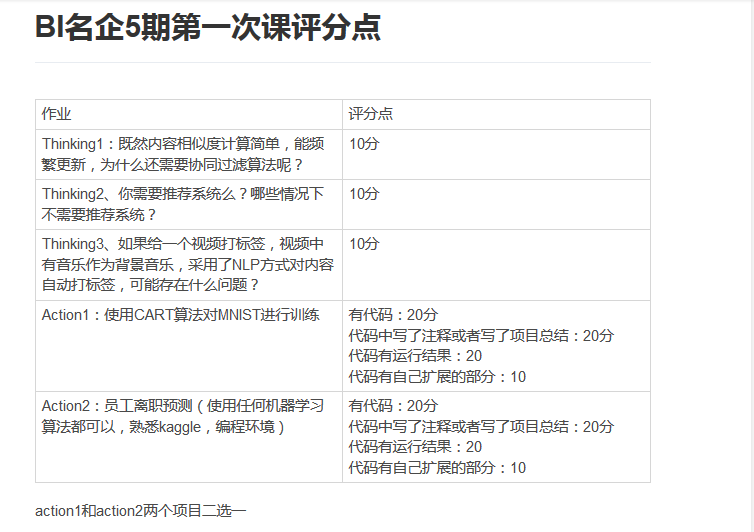 BI名企5期第一次课评分点
作业
评分点
Thinking1：既然内容相似度计算简单，能频
繁更新，为什么还需要协同过滤算法呢？
10分
Thinking2、你需要推荐系统么？哪些情况下
不需要推荐系统？
10分
Thinking3、如果给一个视频打标签，视频中
有音乐作为背景音乐，采用了NLP方式对内容
自动打标签，可能存在什么问题？
10分
Action1：使用CART算法对MNIST进行训练
有代码：20分
代码中写了注释或者写了项目总结：20分
代码有运行结果：20
代码有自己扩展的部分：10
Action2：员工离职预测（使用任何机器学习
算法都可以，熟悉kaggle，编程环境）
有代码：20分
代码中写了注释或者写了项目总结：20分
代码有运行结果：20
代码有自己扩展的部分：10
action1和action2两个项目二选一